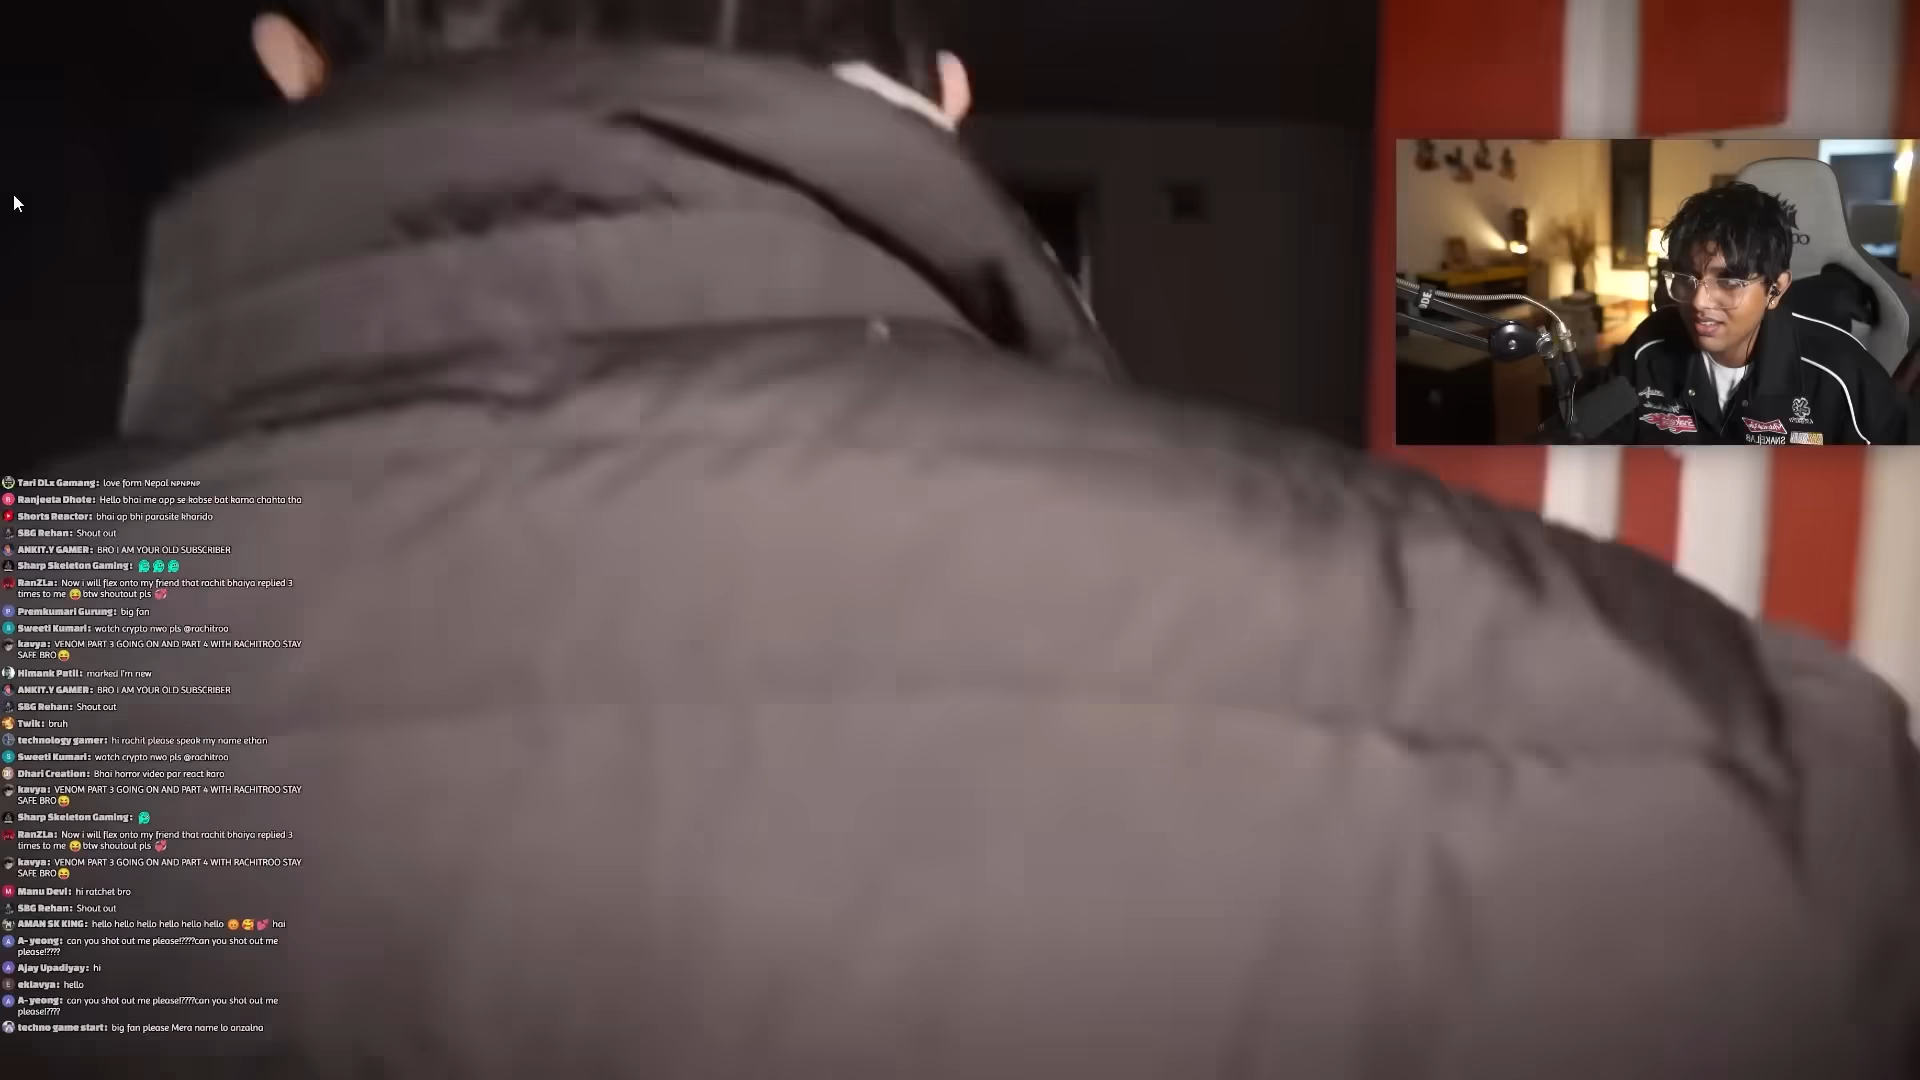 Tari DLx Gamang: love form Nepal NPNPNP
Ranjeeta Dhote: Hello bhai me app se kabse bat karna chahta tha
Shorts Reactor: bhai ap bhi parasite kharido
SBG Rehan: Shout out
ANKIT.Y GAMER: BRO I AM YOUR OLD SUBSCRIBER
Sharp Skeleton Gaming:
RanZLa: Now i will flex onto my friend that rachit bhaiya replied 3
times to me 😝 btw shoutout pls 💞
Premkumari Gurung: big fan
Sweeti Kumari: watch crypto nwo pls @rachitroo
kavya: VENOM PART 3 GOING ON AND PART 4 WITH RACHITROO STAY
SAFE BRO😝
Himank Patil: marked I'm new
ANKIT.Y GAMER: BRO I AM YOUR OLD SUBSCRIBER
SBG Rehan: Shout out
Twik: bruh
technology gamer: hi rachit please speak my name ethan
Sweeti Kumari: watch crypto nwo pls @rachitroo
Dhari Creation: Bhai horror video par react karo
kavya: VENOM PART 3 GOING ON AND PART 4 WITH RACHITROO STAY
SAFE BRO😝
Sharp Skeleton Gaming:
RanZLa: Now i will flex onto my friend that rachit bhaiya replied 3
times to me 😝 btw shoutout pls 💞
kavya: VENOM PART 3 GOING ON AND PART 4 WITH RACHITROO STAY
SAFE BRO😝
Manu Devi: hi ratchet bro
SBG Rehan: Shout out
AMAN SK KING: hello hello hello hello hello hello 😡 🥰 💕 hai
A-yeong: can you shot out me please!????can you shot out me
please!????
Ajay Upadiyay: hi
eklavya: hello
A-yeong: can you shot out me please!????can you shot out me
please!????
techno game start: big fan please Mera name lo anzalna
SNAKELAB